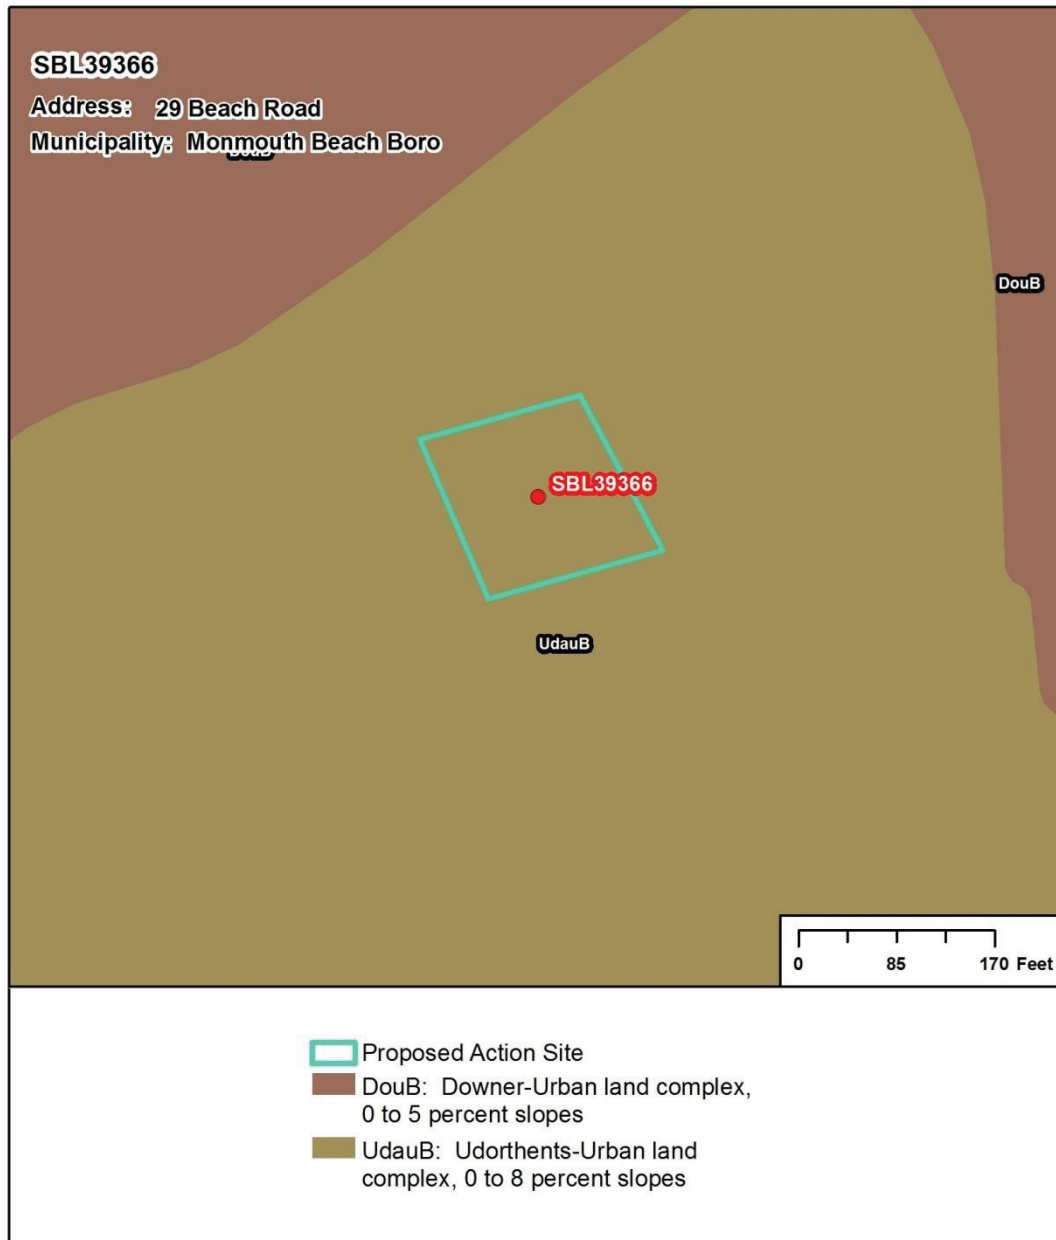 SBL39366
Address: 29 Beach Road
Municipality: Monmouth Beach Boro
DouB
DouB
SBL39366
UdauB
0 85 170 Feet
Proposed Action Site
DouB: Downer-Urban land complex,
0 to 5 percent slopes
UdauB: Udorthents-Urban land
complex, 0 to 8 percent slopes